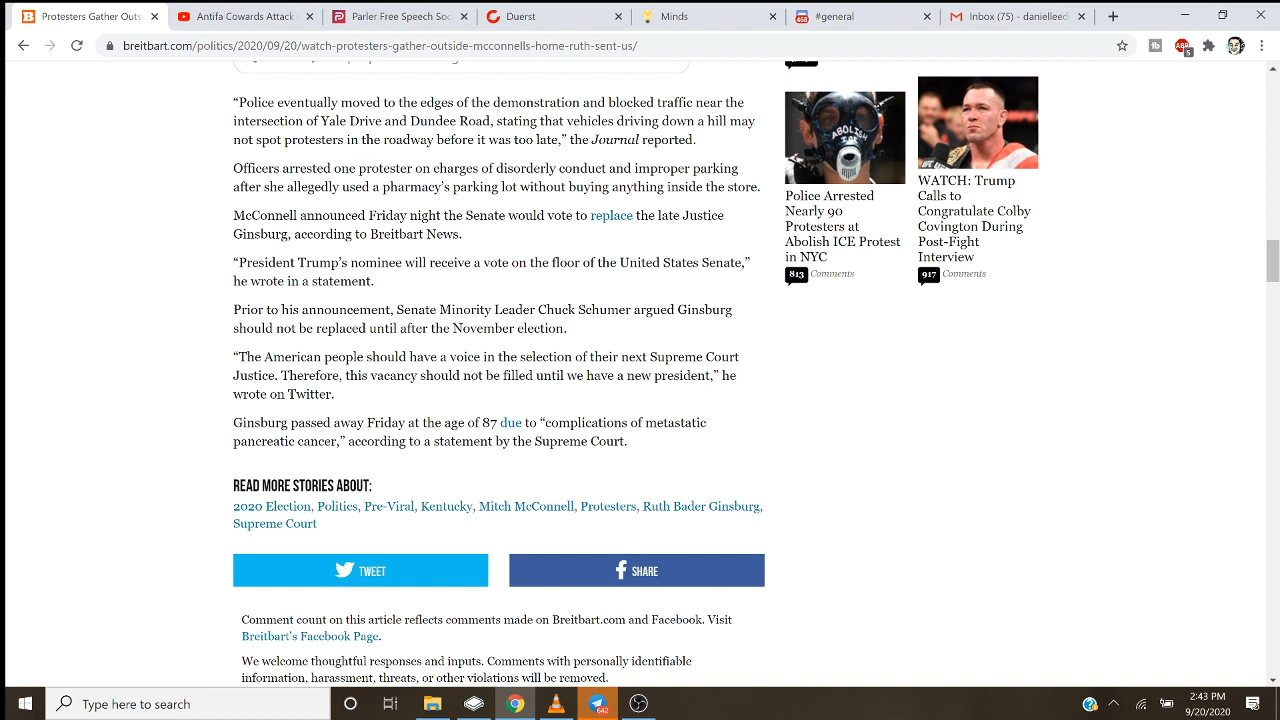 Protesters Gather Outs
Antifa Cowards Attack
Parler Free Speech Soc
Duerst
Minds
#general
Inbox (75) - danielleed
breitbart.com/politics/2020/09/20/watch-protesters-gather-outside-mcconnells-home-ruth-sent-us/
“Police eventually moved to the edges of the demonstration and blocked traffic near the
intersection of Yale Drive and Dundee Road, stating that vehicles driving down a hill may
not spot protesters in the roadway before it was too late,” the Journal reported.
Officers arrested one protester on charges of disorderly conduct and improper parking
after she allegedly used a pharmacy’s parking lot without buying anything inside the store.
McConnell announced Friday night the Senate would vote to replace the late Justice
Ginsburg, according to Breitbart News.
“President Trump’s nominee will receive a vote on the floor of the United States Senate,”
he wrote in a statement.
Prior to his announcement, Senate Minority Leader Chuck Schumer argued Ginsburg
should not be replaced until after the November election.
“The American people should have a voice in the selection of their next Supreme Court
Justice. Therefore, this vacancy should not be filled until we have a new president,” he
wrote on Twitter.
Ginsburg passed away Friday at the age of 87 due to “complications of metastatic
pancreatic cancer,” according to a statement by the Supreme Court.
READ MORE STORIES ABOUT:
2020 Election, Politics, Pre-Viral, Kentucky, Mitch McConnell, Protesters, Ruth Bader Ginsburg,
Supreme Court
TWEET
SHARE
Comment count on this article reflects comments made on Breitbart.com and Facebook. Visit
Breitbart's Facebook Page.
We welcome thoughtful responses and inputs. Comments with personally identifiable
information, harassment, threats, or other violations will be removed.
ABOLISH
ICE
Police Arrested
Nearly 90
Protesters at
Abolish ICE Protest
in NYC
813 Comments
WATCH: Trump
Calls to
Congratulate Colby
Covington During
Post-Fight
Interview
917 Comments
Type here to search
642
2:43 PM
9/20/2020